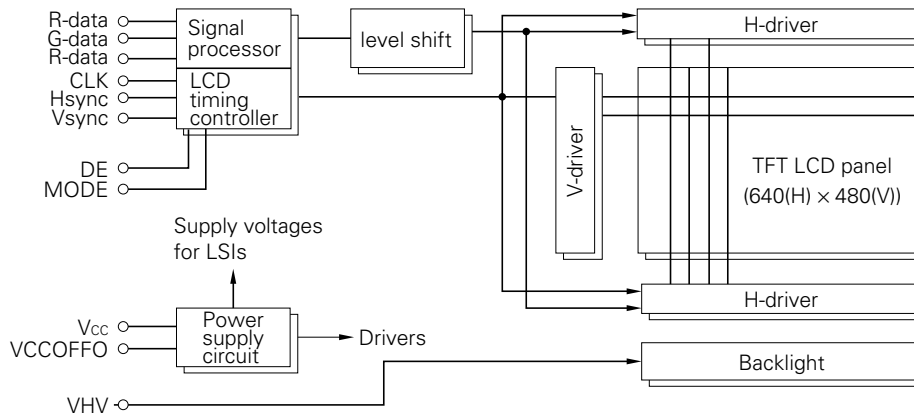 R-data
G-data
R-data
CLK
Hsync
Vsync
DE
MODE
Signal
processor
LCD
timing
controller
level shift
H-driver
V-driver
TFT LCD panel
(640(H) × 480(V))
H-driver
Supply voltages
for LSIs
Vcc
VCCOFFO
Power
supply
circuit
Drivers
VHV
Backlight